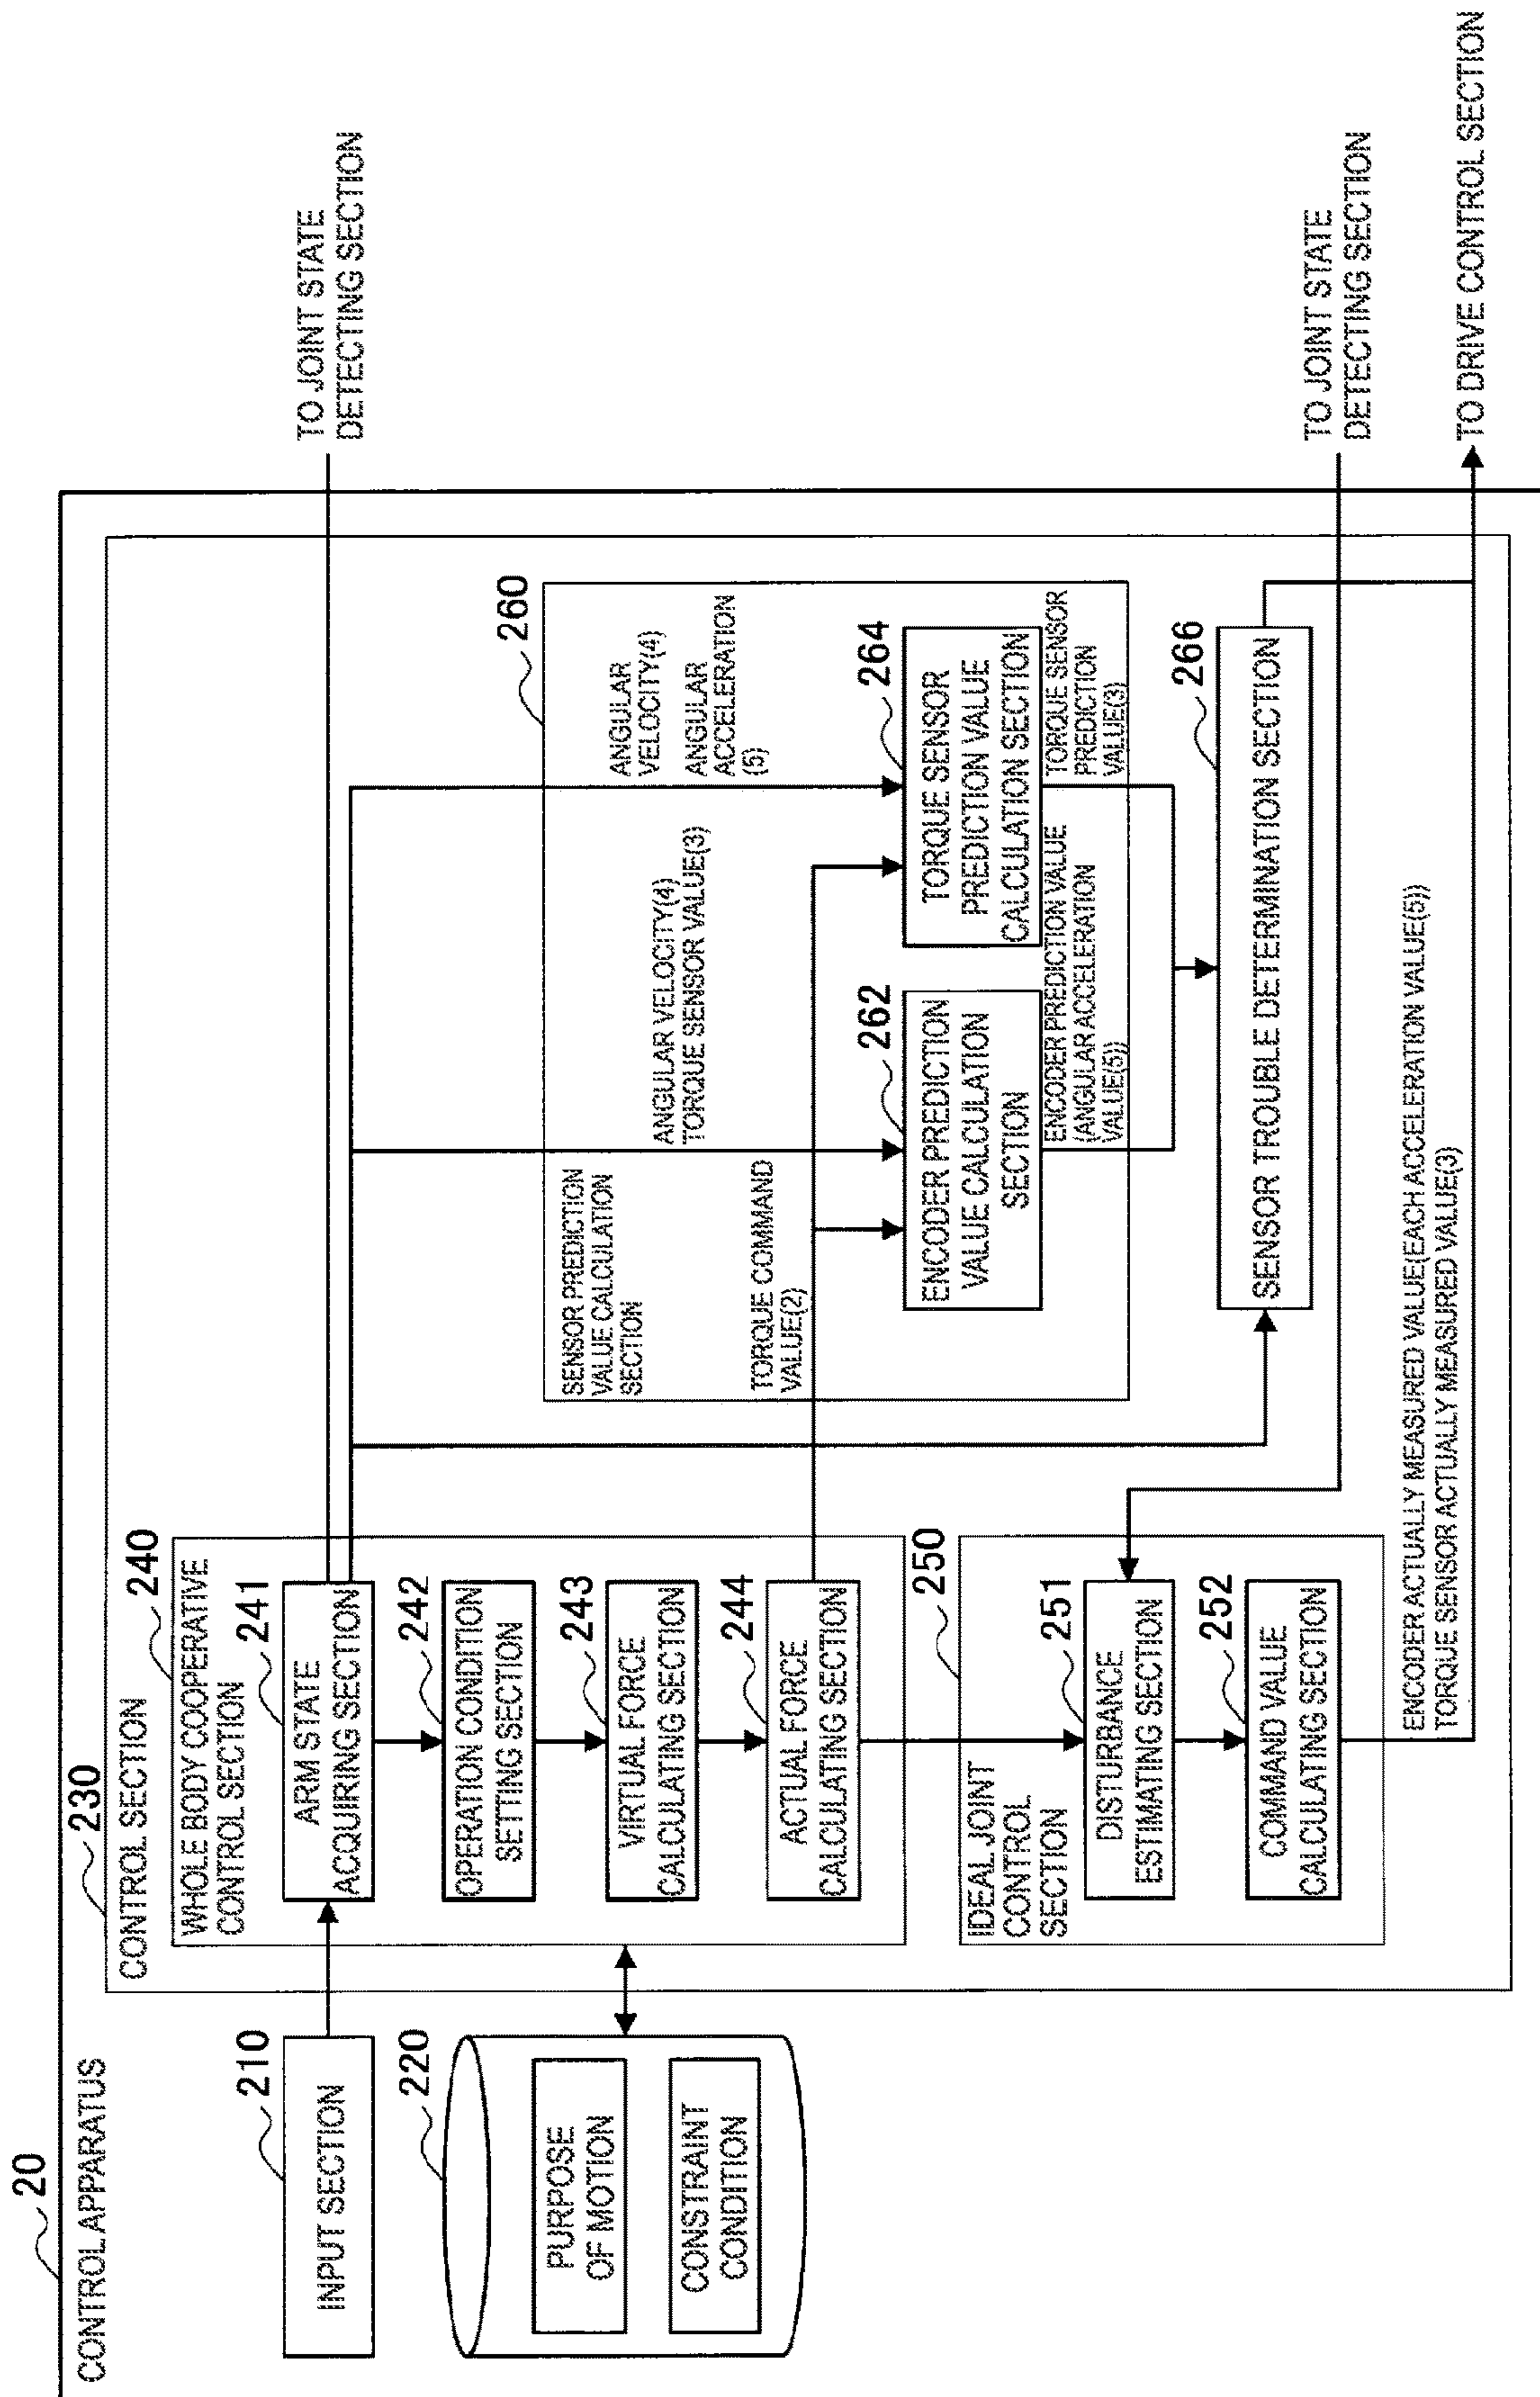 20
CONTROL APPARATUS
210
INPUT SECTION
220
PURPOSE
OF MOTION
CONSTRAINT
CONDITION
230
CONTROL SECTION
240
WHOLE BODY COOPERATIVE
CONTROL SECTION
241
ARM STATE
ACQUIRING SECTION
242
OPERATION CONDITION
SETTING SECTION
243
VIRTUAL FORCE
CALCULATING SECTION
244
ACTUAL FORCE
CALCULATING SECTION
250
IDEAL JOINT
CONTROL
SECTION
251
DISTURBANCE
ESTIMATING SECTION
252
COMMAND VALUE
CALCULATING SECTION
260
SENSOR PREDICTION
VALUE CALCULATION
SECTION
ANGULAR VELOCITY(4)
TORQUE SENSOR VALUE(3)
ANGULAR
VELOCITY(4)
ANGULAR
ACCELERATION
(5)
TORQUE COMMAND
VALUE(2)
262
ENCODER PREDICTION
VALUE CALCULATION
SECTION
264
TORQUE SENSOR
PREDICTION VALUE
CALCULATION SECTION
ENCODER PREDICTION VALUE
(ANGULAR ACCELERATION
VALUE(5))
TORQUE SENSOR
PREDICTION
VALUE(3)
266
SENSOR TROUBLE DETERMINATION SECTION
ENCODER ACTUALLY MEASURED VALUE(EACH ACCELERATION VALUE(5))
TORQUE SENSOR ACTUALLY MEASURED VALUE(3)
TO JOINT STATE
DETECTING SECTION
TO JOINT STATE
DETECTING SECTION
TO DRIVE CONTROL SECTION